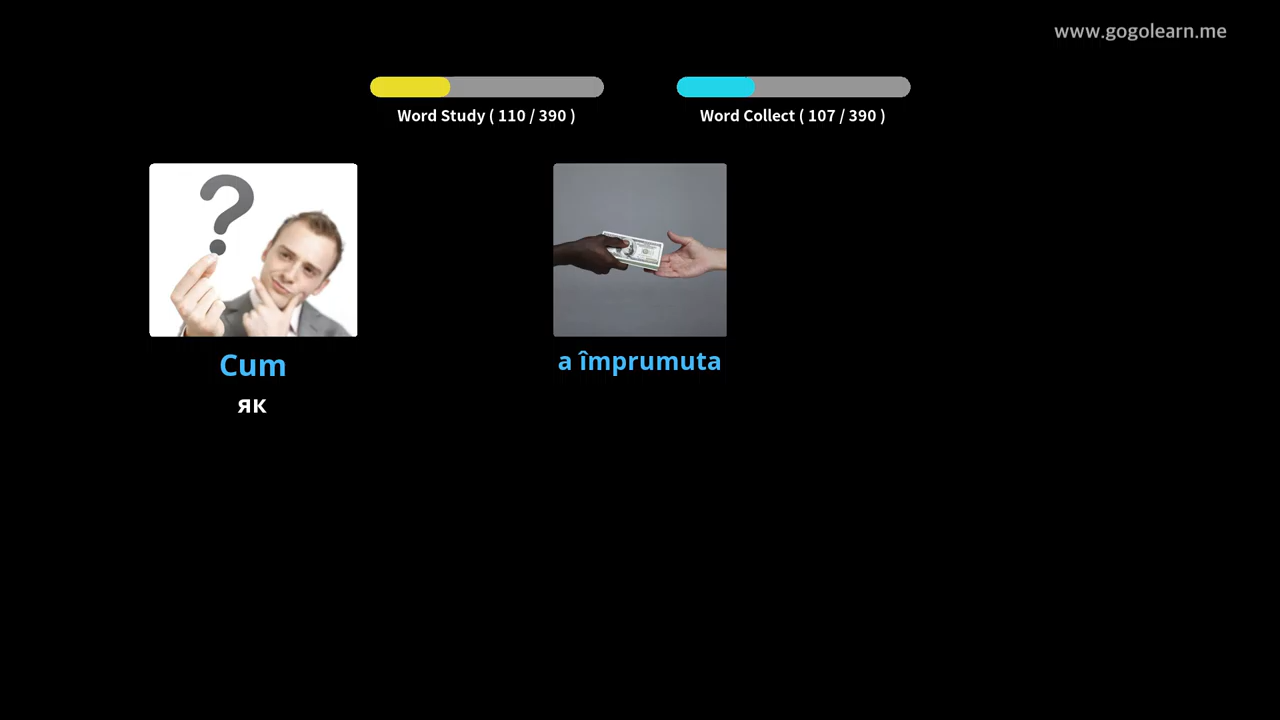 www.gogolearn.me
Word Study ( 110 / 390 )
Word Collect ( 107 / 390 )
?
Cum
як
a împrumuta